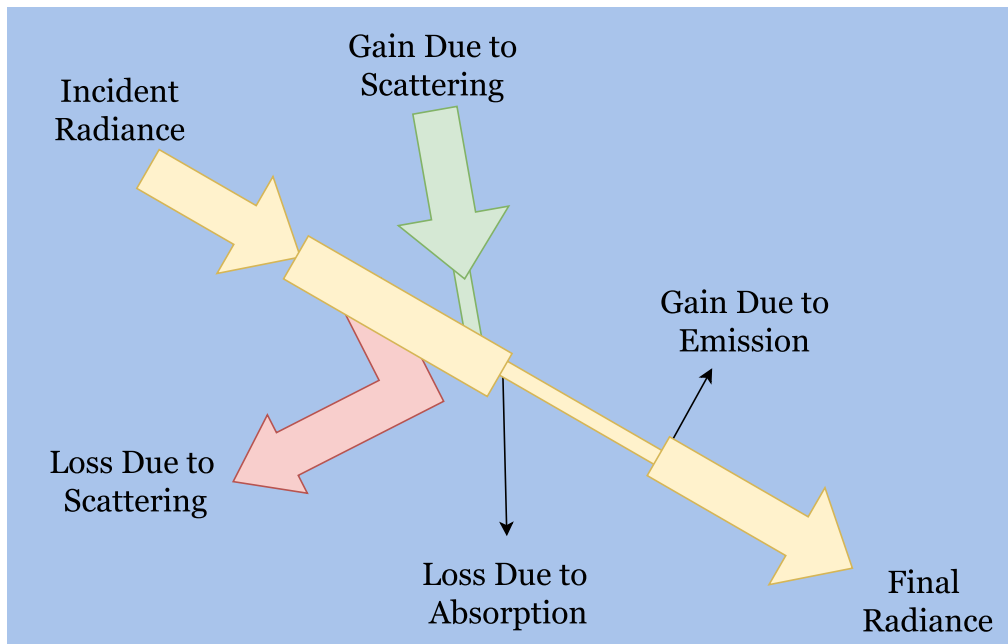 Gain Due to
Scattering
Incident
Radiance
Gain Due to
Emission
Loss Due to
Scattering
Loss Due to
Absorption
Final
Radiance